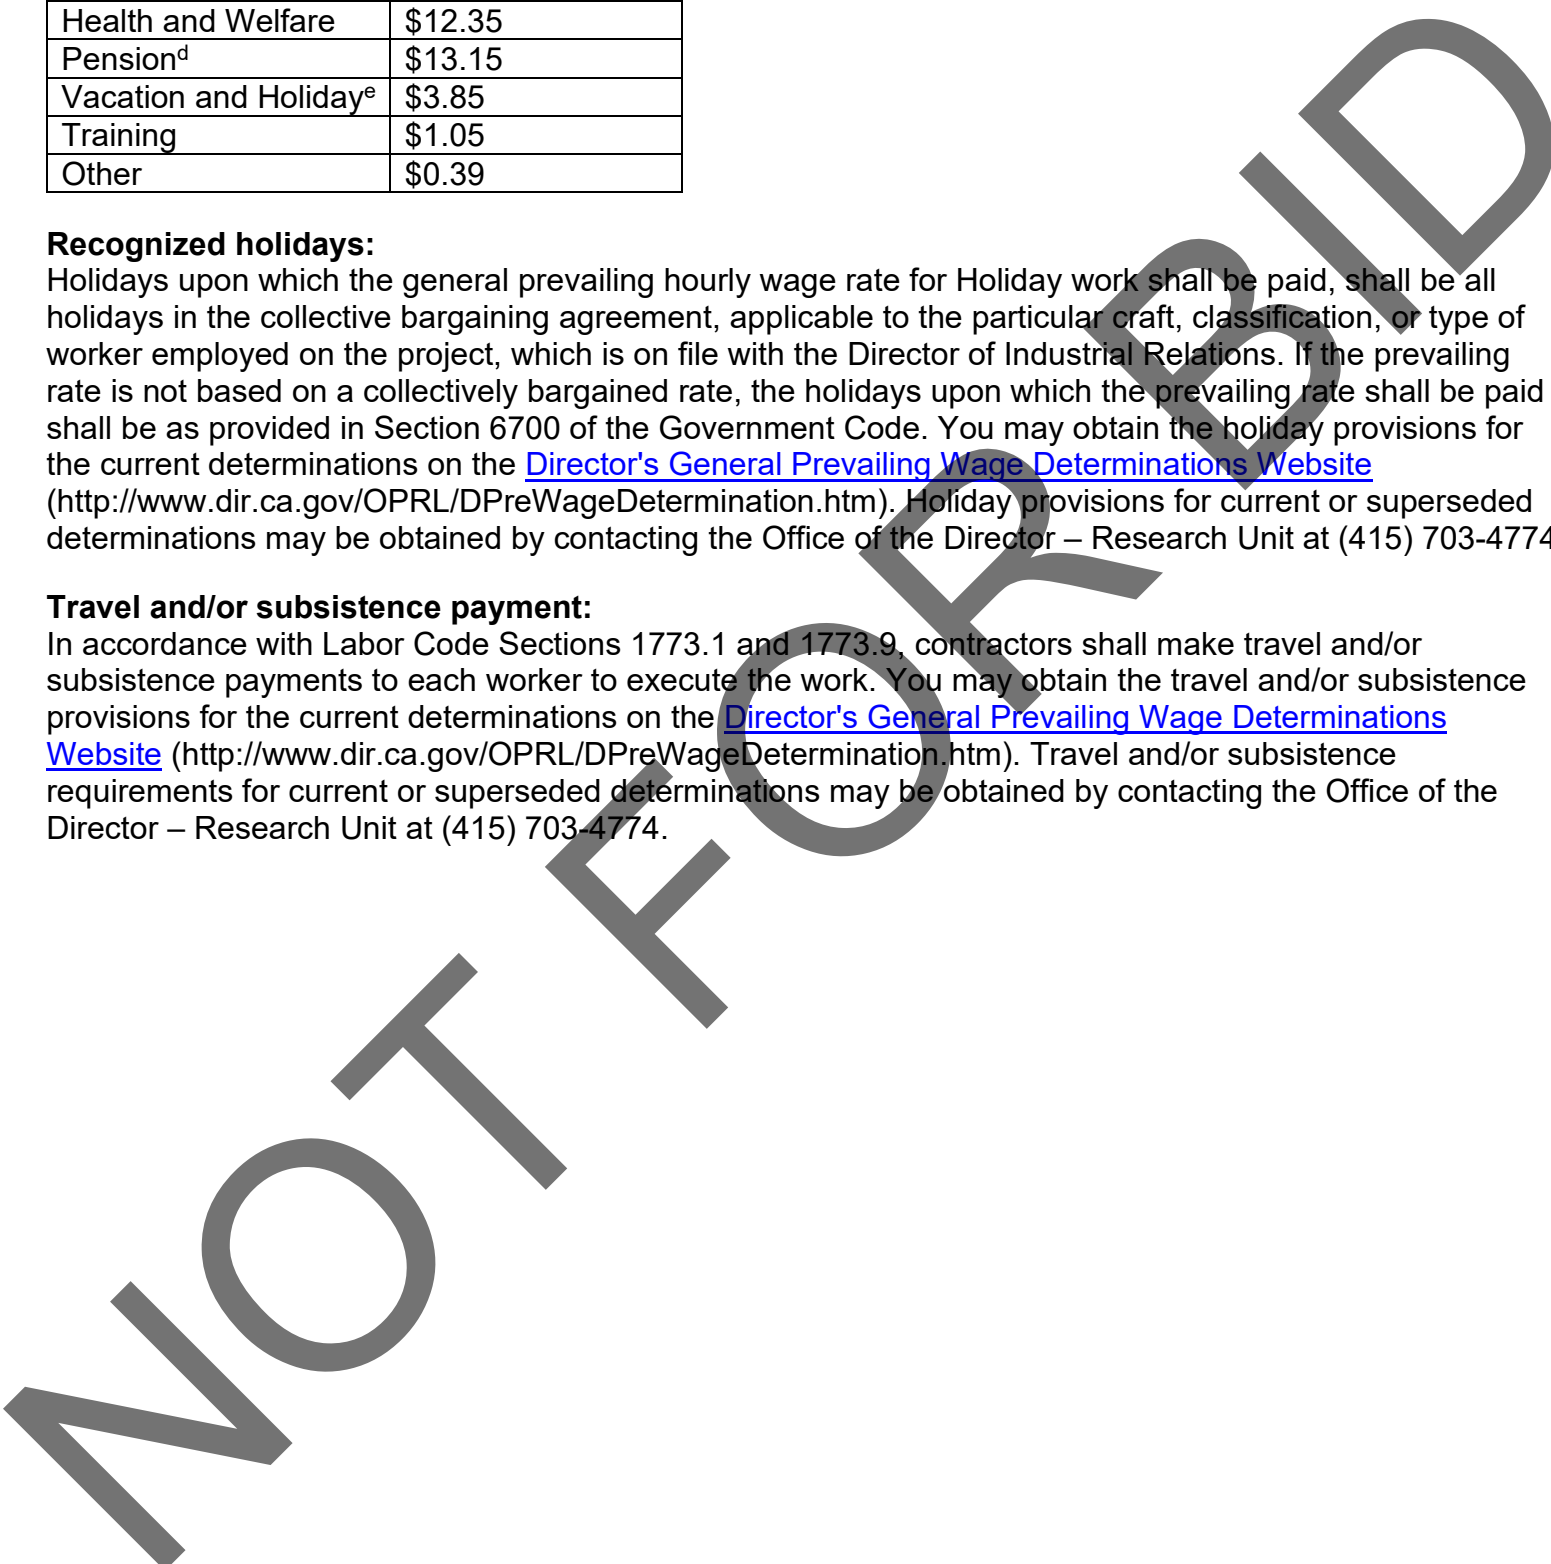 Health and Welfare $12.35
Pensionᵈ $13.15
Vacation and Holidayᵉ $3.85
Training $1.05
Other $0.39
Recognized holidays:
Holidays upon which the general prevailing hourly wage rate for Holiday work shall be paid, shall be all
holidays in the collective bargaining agreement, applicable to the particular craft, classification, or type of
worker employed on the project, which is on file with the Director of Industrial Relations. If the prevailing
rate is not based on a collectively bargained rate, the holidays upon which the prevailing rate shall be paid
shall be as provided in Section 6700 of the Government Code. You may obtain the holiday provisions for
the current determinations on the Director's General Prevailing Wage Determinations Website
(http://www.dir.ca.gov/OPRL/DPreWageDetermination.htm). Holiday provisions for current or superseded
determinations may be obtained by contacting the Office of the Director – Research Unit at (415) 703-4774
Travel and/or subsistence payment:
In accordance with Labor Code Sections 1773.1 and 1773.9, contractors shall make travel and/or
subsistence payments to each worker to execute the work. You may obtain the travel and/or subsistence
provisions for the current determinations on the Director's General Prevailing Wage Determinations
Website (http://www.dir.ca.gov/OPRL/DPreWageDetermination.htm). Travel and/or subsistence
requirements for current or superseded determinations may be obtained by contacting the Office of the
Director – Research Unit at (415) 703-4774.
NOT FOR BID